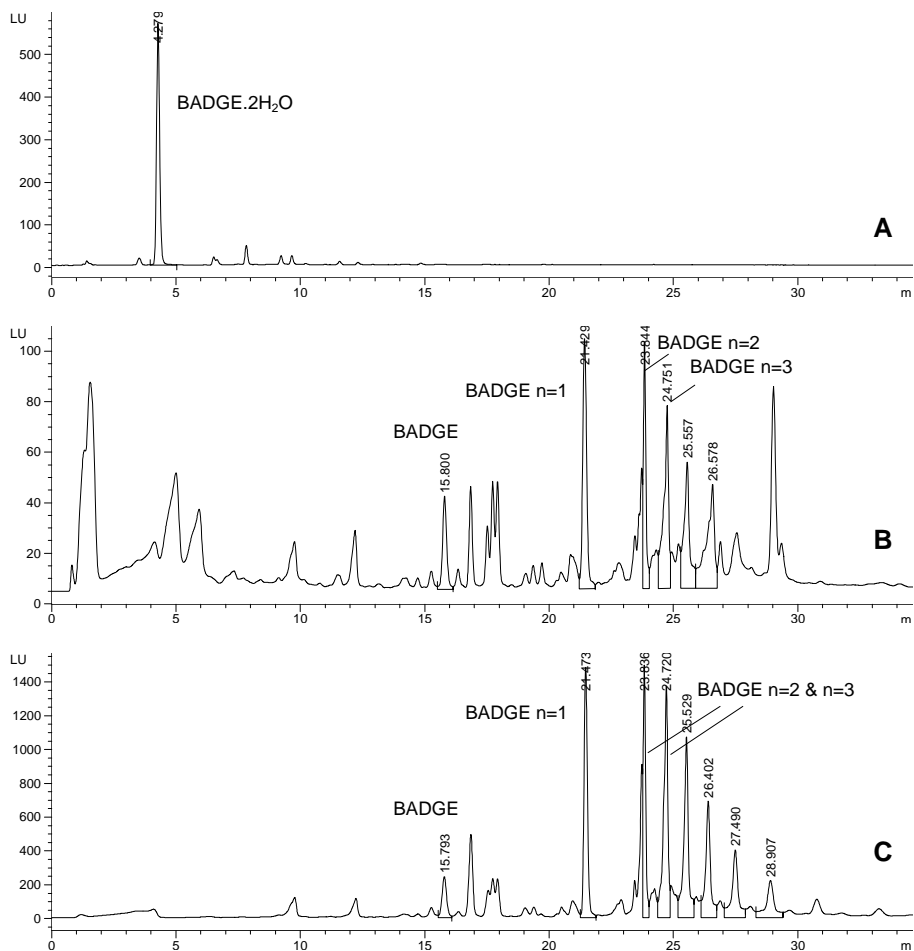 LU
4.279
500
BADGE.2H₂O
400
300
200
A
100
0
0 5 10 15 20 25 30 m
LU
21.429
23.844
BADGE n=2
100
24.751
BADGE n=3
BADGE n=1
80
BADGE
15.800
25.557
26.578
60
40
B
20
0
0 5 10 15 20 25 30 m
LU
21.473
23.836
24.720
BADGE n=2 & n=3
1400
BADGE n=1
25.529
1200
1000
26.402
800
BADGE
15.793
27.490
600
C
28.907
400
200
0
0 5 10 15 20 25 30 m